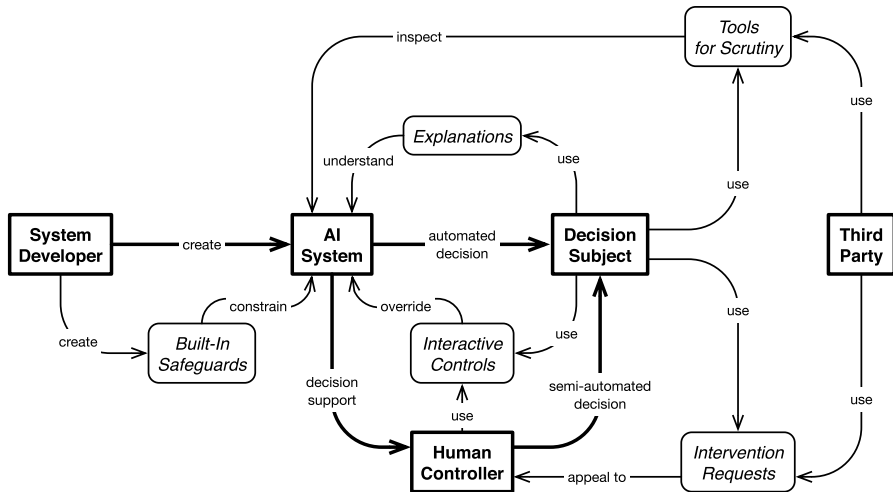 Tools
for Scrutiny
inspect
use
Explanations
understand
use
use
System
Developer
create
AI
System
automated
decision
Decision
Subject
Third
Party
create
Built-In
Safeguards
constrain
override
Interactive
Controls
use
use
decision
support
use
semi-automated
decision
use
Human
Controller
appeal to
Intervention
Requests